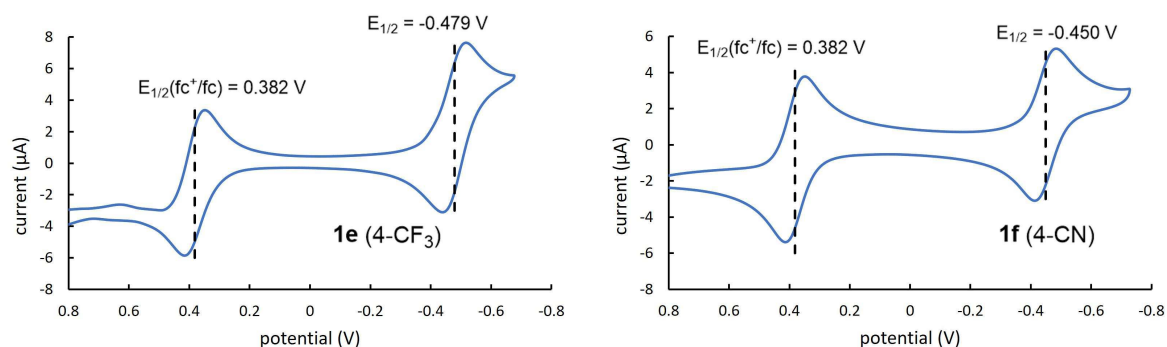 E1/2 = -0.479 V
E1/2(fc+/fc) = 0.382 V
8
6
4
2
0
-2
-4
-6
-8
current (µA)
1e (4-CF3)
0.8 0.6 0.4 0.2 0 -0.2 -0.4 -0.6 -0.8
potential (V)
E1/2 = -0.450 V
E1/2(fc+/fc) = 0.382 V
6
4
2
0
-2
-4
-6
-8
current (µA)
1f (4-CN)
0.8 0.6 0.4 0.2 0 -0.2 -0.4 -0.6 -0.8
potential (V)